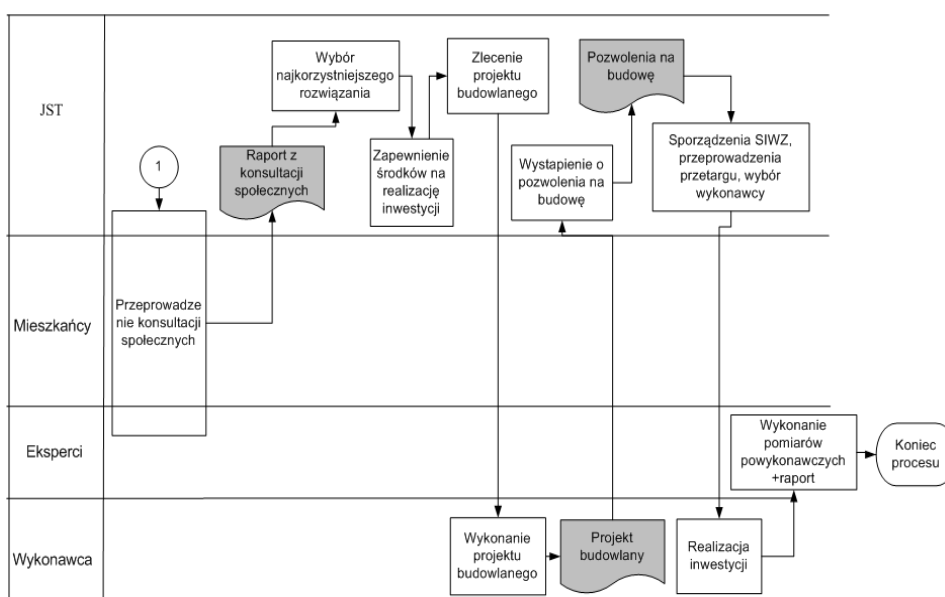 JST
1
Raport z
konsultacji
społecznych
Wybór
najkorzystniejszego
rozwiązania
Zapewnienie
środków na
realizację
inwestycji
Zlecenie
projektu
budowlanego
Wystapienie o
pozwolenia na
budowę
Pozwolenia na
budowę
Sporządzenia SIWZ,
przeprowadzenia
przetargu, wybór
wykonawcy
Mieszkańcy
Przeprowadze
nie konsultacji
społecznych
Eksperci
Wykonanie
pomiarów
powykonawczych
+raport
Koniec
procesu
Wykonawca
Wykonanie
projektu
budowlanego
Projekt
budowlany
Realizacja
inwestycji